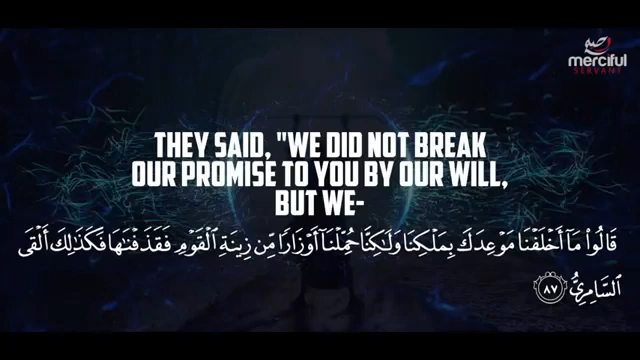 رحمة
merciful
SERVANT
THEY SAID, "WE DID NOT BREAK
OUR PROMISE TO YOU BY OUR WILL,
BUT WE-
قَالُوا۟ مَآ أَخْلَفْنَا مَوْعِدَكَ بِمَلْكِنَا وَلَٰكِنَّا حُمِّلْنَآ أَوْزَارًا مِّن زِينَةِ ٱلْقَوْمِ فَقَذَفْنَٰهَا فَكَذَٰلِكَ أَلْقَى
ٱلسَّامِرِىُّ ٨٧